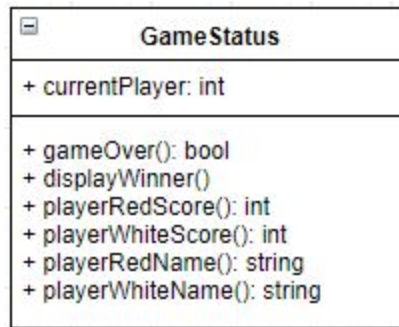 GameStatus
+ currentPlayer: int
+ gameOver(): bool
+ displayWinner()
+ playerRedScore(): int
+ playerWhiteScore(): int
+ playerRedName(): string
+ playerWhiteName(): string